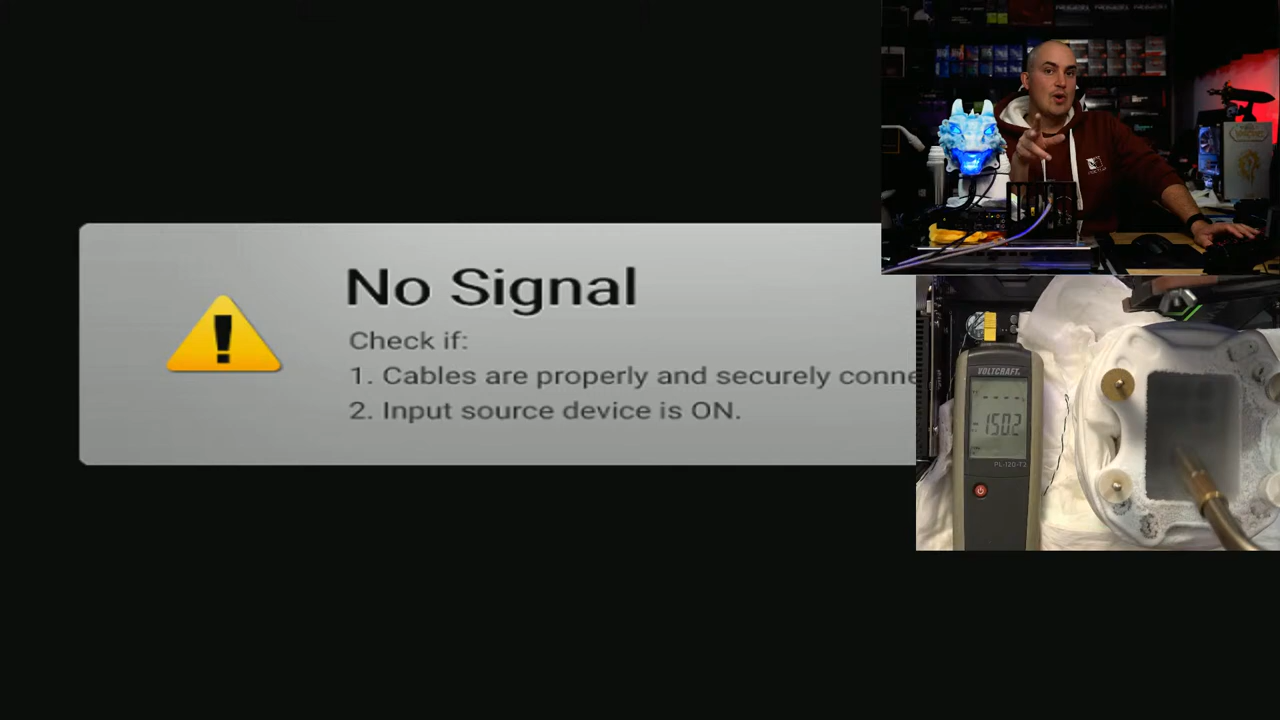 No Signal
Check if:
1. Cables are properly and securely conne
2. Input source device is ON.
VOLTCRAFT
1502
PL-120-T2